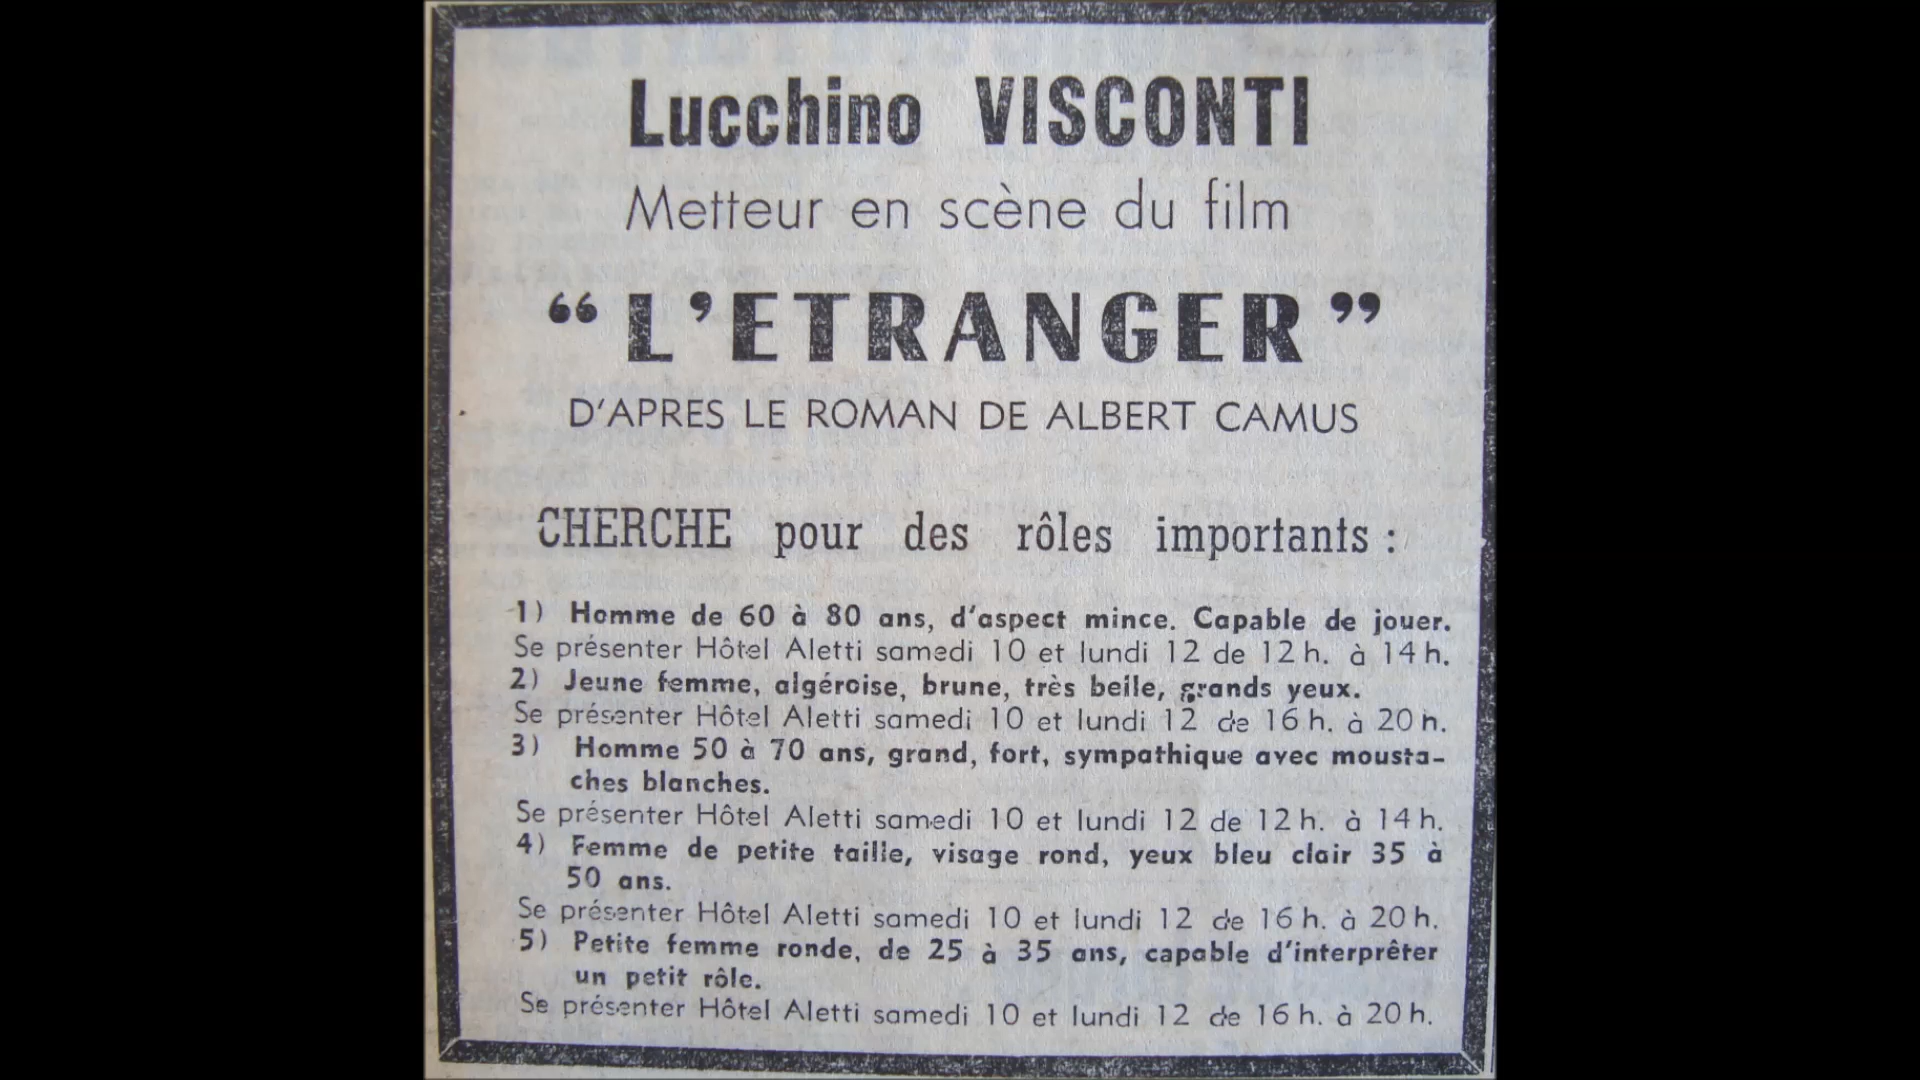 Lucchino VISCONTI
Metteur en scène du film
“L'ETRANGER”
D'APRES LE ROMAN DE ALBERT CAMUS
CHERCHE pour des rôles importants :
1) Homme de 60 à 80 ans, d'aspect mince. Capable de jouer.
Se présenter Hôtel Aletti samedi 10 et lundi 12 de 12 h. à 14 h.
2) Jeune femme, algéroise, brune, très belle, grands yeux.
Se présenter Hôtel Aletti samedi 10 et lundi 12 de 16 h. à 20 h.
3) Homme 50 à 70 ans, grand, fort, sympathique avec mousta-
ches blanches.
Se présenter Hôtel Aletti samedi 10 et lundi 12 de 12 h. à 14 h.
4) Femme de petite taille, visage rond, yeux bleu clair 35 à
50 ans.
Se présenter Hôtel Aletti samedi 10 et lundi 12 de 16 h. à 20 h.
5) Petite femme ronde, de 25 à 35 ans, capable d'interprêter
un petit rôle.
Se présenter Hôtel Aletti samedi 10 et lundi 12 de 16 h. à 20 h.